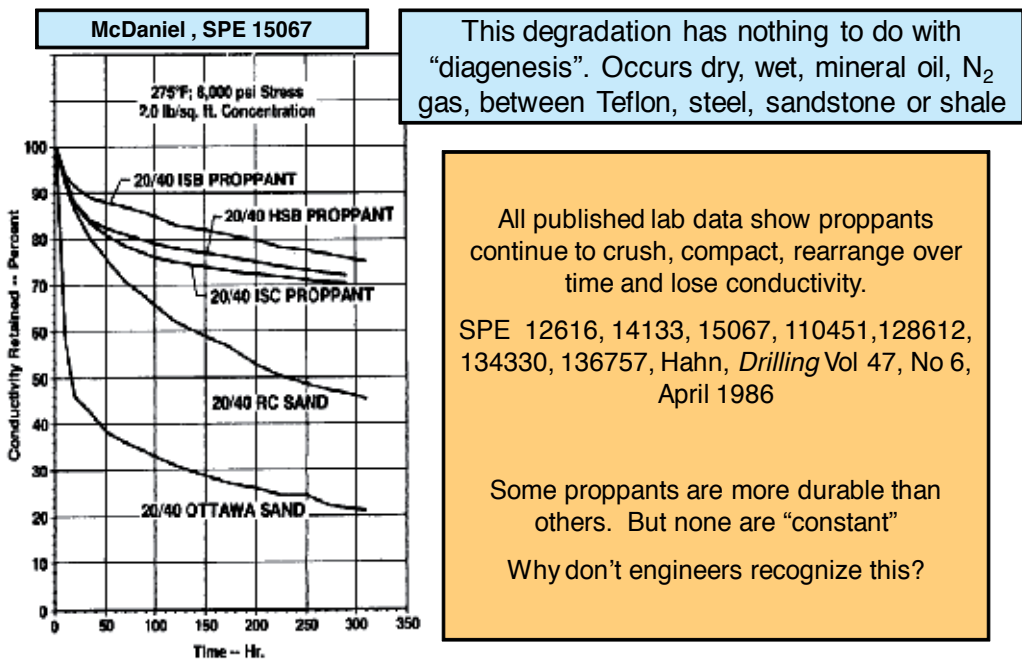 McDaniel , SPE 15067
This degradation has nothing to do with
“diagenesis”. Occurs dry, wet, mineral oil, N2
gas, between Teflon, steel, sandstone or shale
275°F; 8,000 psi Stress
2.0 lb/sq. ft. Concentration
20/40 ISB PROPPANT
20/40 HSB PROPPANT
20/40 ISC PROPPANT
20/40 RC SAND
20/40 OTTAWA SAND
Conductivity Retained -- Percent
100
90
80
70
60
50
40
30
20
10
0
0 50 100 150 200 250 300 350
Time -- Hr.
All published lab data show proppants
continue to crush, compact, rearrange over
time and lose conductivity.
SPE 12616, 14133, 15067, 110451,128612,
134330, 136757, Hahn, Drilling Vol 47, No 6,
April 1986
Some proppants are more durable than
others. But none are “constant”
Why don’t engineers recognize this?